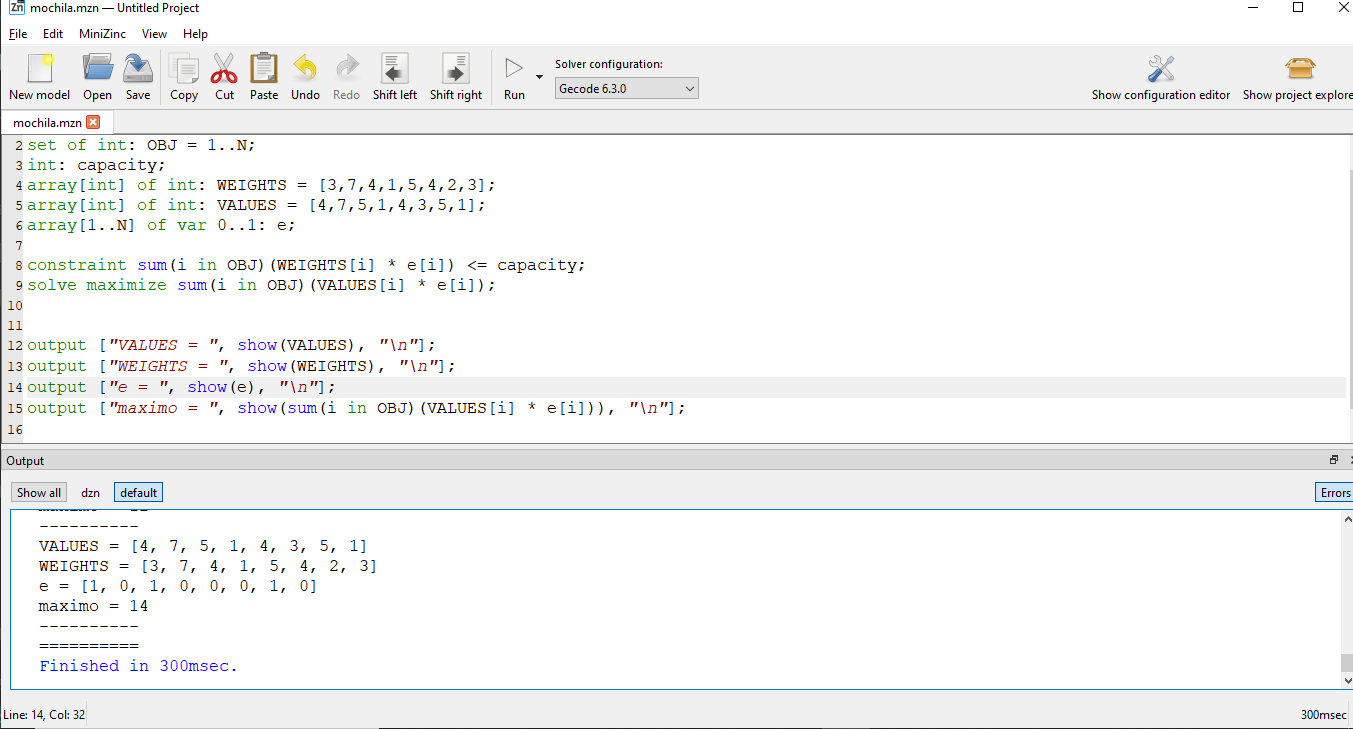 mochila.mzn — Untitled Project
File Edit MiniZinc View Help
New model Open Save Copy Cut Paste Undo Redo Shift left Shift right Run
Solver configuration:
Gecode 6.3.0
Show configuration editor Show project explore
mochila.mzn
2 set of int: OBJ = 1..N;
3 int: capacity;
4 array[int] of int: WEIGHTS = [3,7,4,1,5,4,2,3];
5 array[int] of int: VALUES = [4,7,5,1,4,3,5,1];
6 array[1..N] of var 0..1: e;
7
8 constraint sum(i in OBJ)(WEIGHTS[i] * e[i]) <= capacity;
9 solve maximize sum(i in OBJ)(VALUES[i] * e[i]);
10
11
12 output ["VALUES = ", show(VALUES), "\n"];
13 output ["WEIGHTS = ", show(WEIGHTS), "\n"];
14 output ["e = ", show(e), "\n"];
15 output ["maximo = ", show(sum(i in OBJ)(VALUES[i] * e[i])), "\n"];
16
Output
Show all dzn default Errors
----------
VALUES = [4, 7, 5, 1, 4, 3, 5, 1]
WEIGHTS = [3, 7, 4, 1, 5, 4, 2, 3]
e = [1, 0, 1, 0, 0, 0, 1, 0]
maximo = 14
----------
==========
Finished in 300msec.
Line: 14, Col: 32 300msec